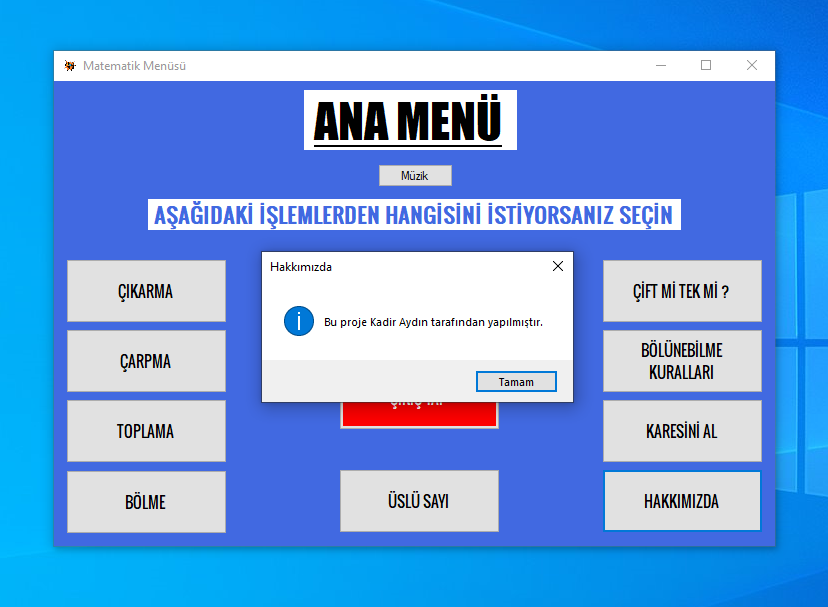 Matematik Menüsü
ANA MENÜ
Müzik
AŞAĞIDAKİ İŞLEMLERDEN HANGİSİNİ İSTİYORSANIZ SEÇİN
ÇIKARMA
ÇARPMA
TOPLAMA
BÖLME
Hakkımızda
Bu proje Kadir Aydın tarafından yapılmıştır.
Tamam
ÜSLÜ SAYI
ÇİFT Mİ TEK Mİ ?
BÖLÜNEBİLME
KURALLARI
KARESİNİ AL
HAKKIMIZDA